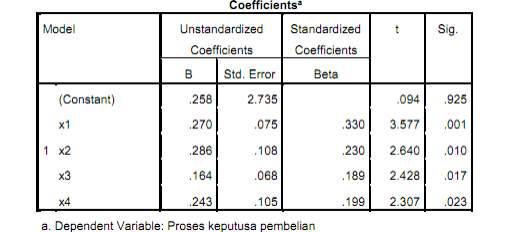 Coefficientsª
Model Unstandardized Coefficients Standardized Coefficients t Sig.
B Std. Error Beta
(Constant) .258 2.735 .094 .925
x1 .270 .075 .330 3.577 .001
1 x2 .286 .108 .230 2.640 .010
x3 .164 .068 .189 2.428 .017
x4 .243 .105 .199 2.307 .023
a. Dependent Variable: Proses keputusa pembelian